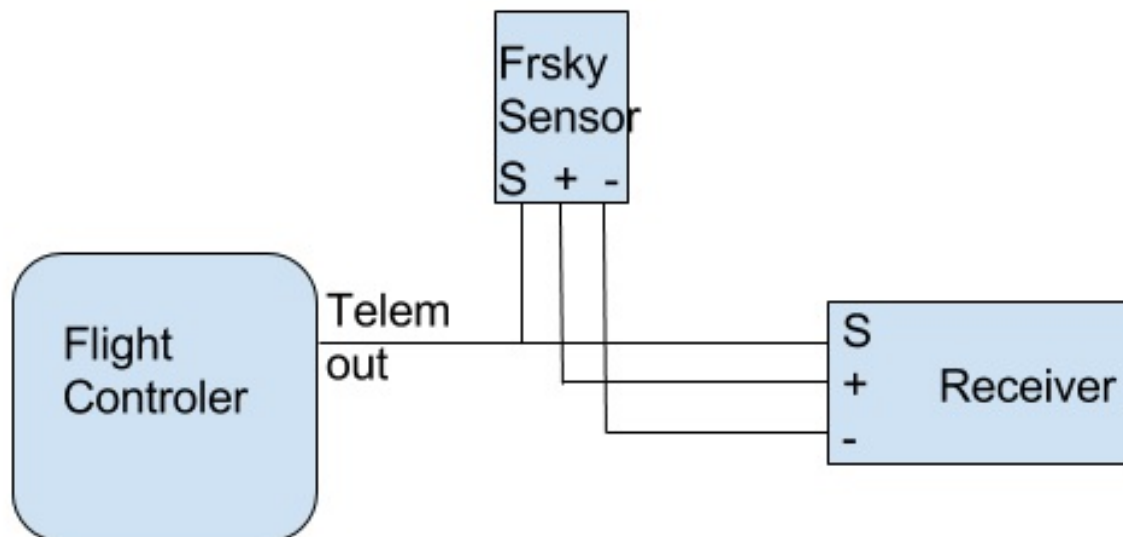 Frsky
Sensor
S + -
Telem
out
Flight
Controler
S
+
-
Receiver